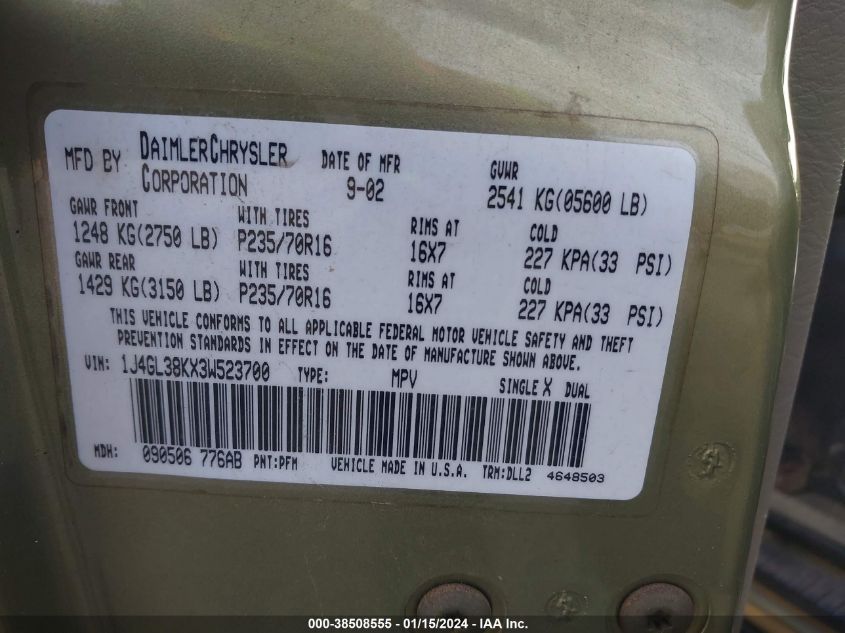 MFD BY DAIMLERCHRYSLER CORPORATION DATE OF MFR 9-02 GVWR 2541 KG(05600 LB)
GAWR FRONT WITH TIRES RIMS AT COLD
1248 KG(2750 LB) P235/70R16 16X7 227 KPA(33 PSI)
GAWR REAR WITH TIRES RIMS AT COLD
1429 KG(3150 LB) P235/70R16 16X7 227 KPA(33 PSI)
THIS VEHICLE CONFORMS TO ALL APPLICABLE FEDERAL MOTOR VEHICLE SAFETY AND THEFT
PREVENTION STANDARDS IN EFFECT ON THE DATE OF MANUFACTURE SHOWN ABOVE.
VIN: 1J4GL38KX3W523700 TYPE: MPV SINGLE X DUAL
MDH: 090506 776AB PNT:PFM VEHICLE MADE IN U.S.A. TRM:DLL2 4648503
000-38508555 - 01/15/2024 - IAA Inc.